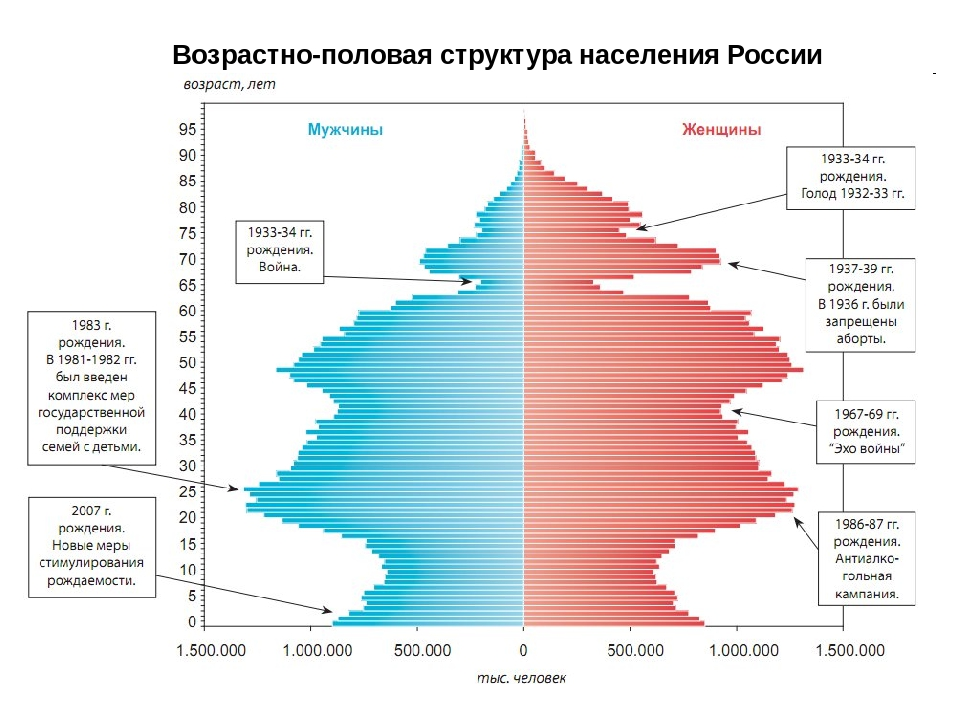 Возрастно-половая структура населения России
возраст, лет
Мужчины
Женщины
95
90
85
80
75
70
65
60
55
50
45
40
35
30
25
20
15
10
5
0
1933-34 гг.
рождения.
Голод 1932-33 гг.
1933-34 гг.
рождения.
Война.
1937-39 гг.
рождения.
В 1936 г. были
запрещены
аборты.
1983 г.
рождения.
В 1981-1982 гг.
был введен
комплекс мер
государственной
поддержки
семей с детьми.
1967-69 гг.
рождения.
"Эхо войны"
2007 г.
рождения.
Новые меры
стимулирования
рождаемости.
1986-87 гг.
рождения.
Антиалко-
гольная
кампания.
1.500.000 1.000.000 500.000 0 500.000 1.000.000 1.500.000
тыс. человек